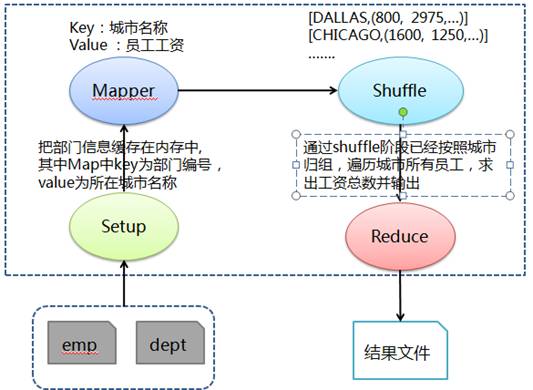 Key：城市名称
Value ：员工工资
[DALLAS,(800, 2975,...)]
[CHICAGO,(1600, 1250,...)]
.......
Mapper
Shuffle
把部门信息缓存在内存中,
其中Map中key为部门编号，
value为所在城市名称
通过shuffle阶段已经按照城市
归组，遍历城市所有员工，求
出工资总数并输出
Setup
Reduce
emp
dept
结果文件